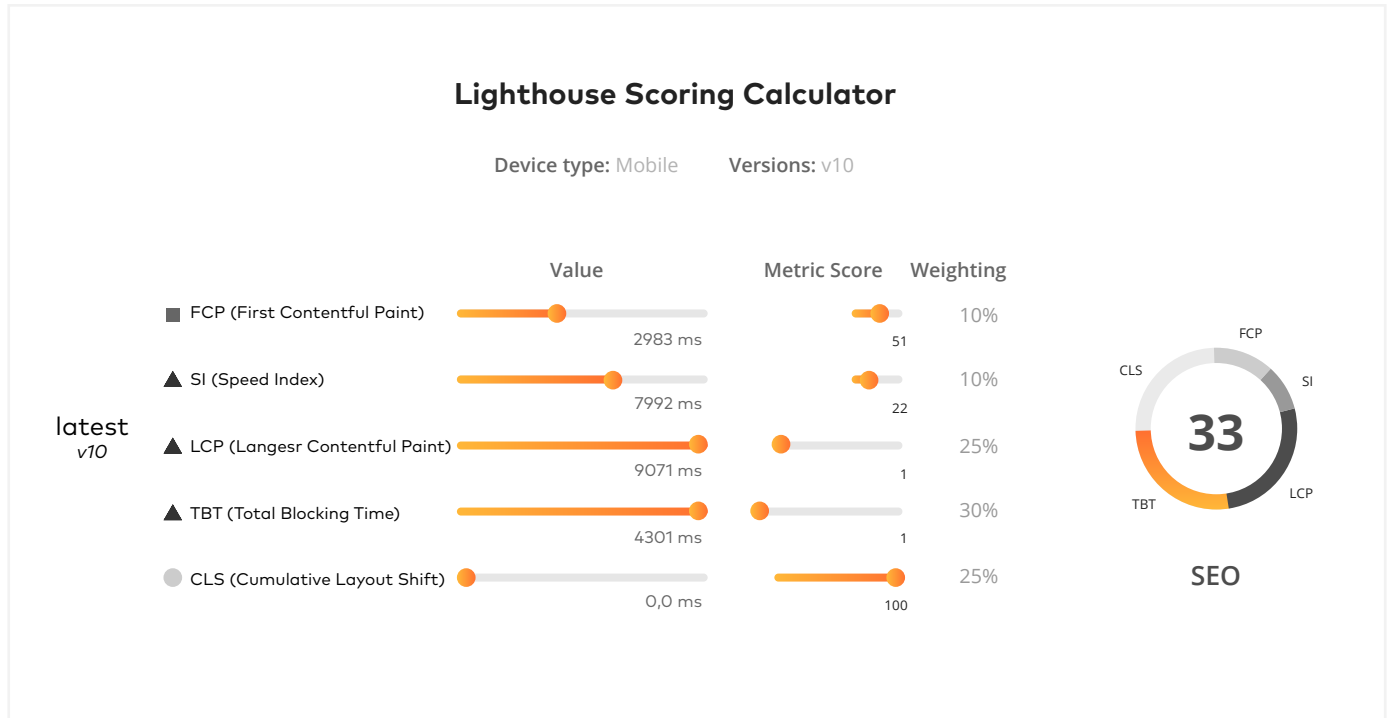 Lighthouse Scoring Calculator
Device type: Mobile Versions: v10
Value Metric Score Weighting
FCP (First Contentful Paint) 10%
2983 ms 51
SI (Speed Index) 10%
7992 ms 22
latest
v10
LCP (Langesr Contentful Paint) 25%
9071 ms 1
TBT (Total Blocking Time) 30%
4301 ms 1
CLS (Cumulative Layout Shift) 25%
0,0 ms 100
FCP
CLS
SI
33
LCP
TBT
SEO